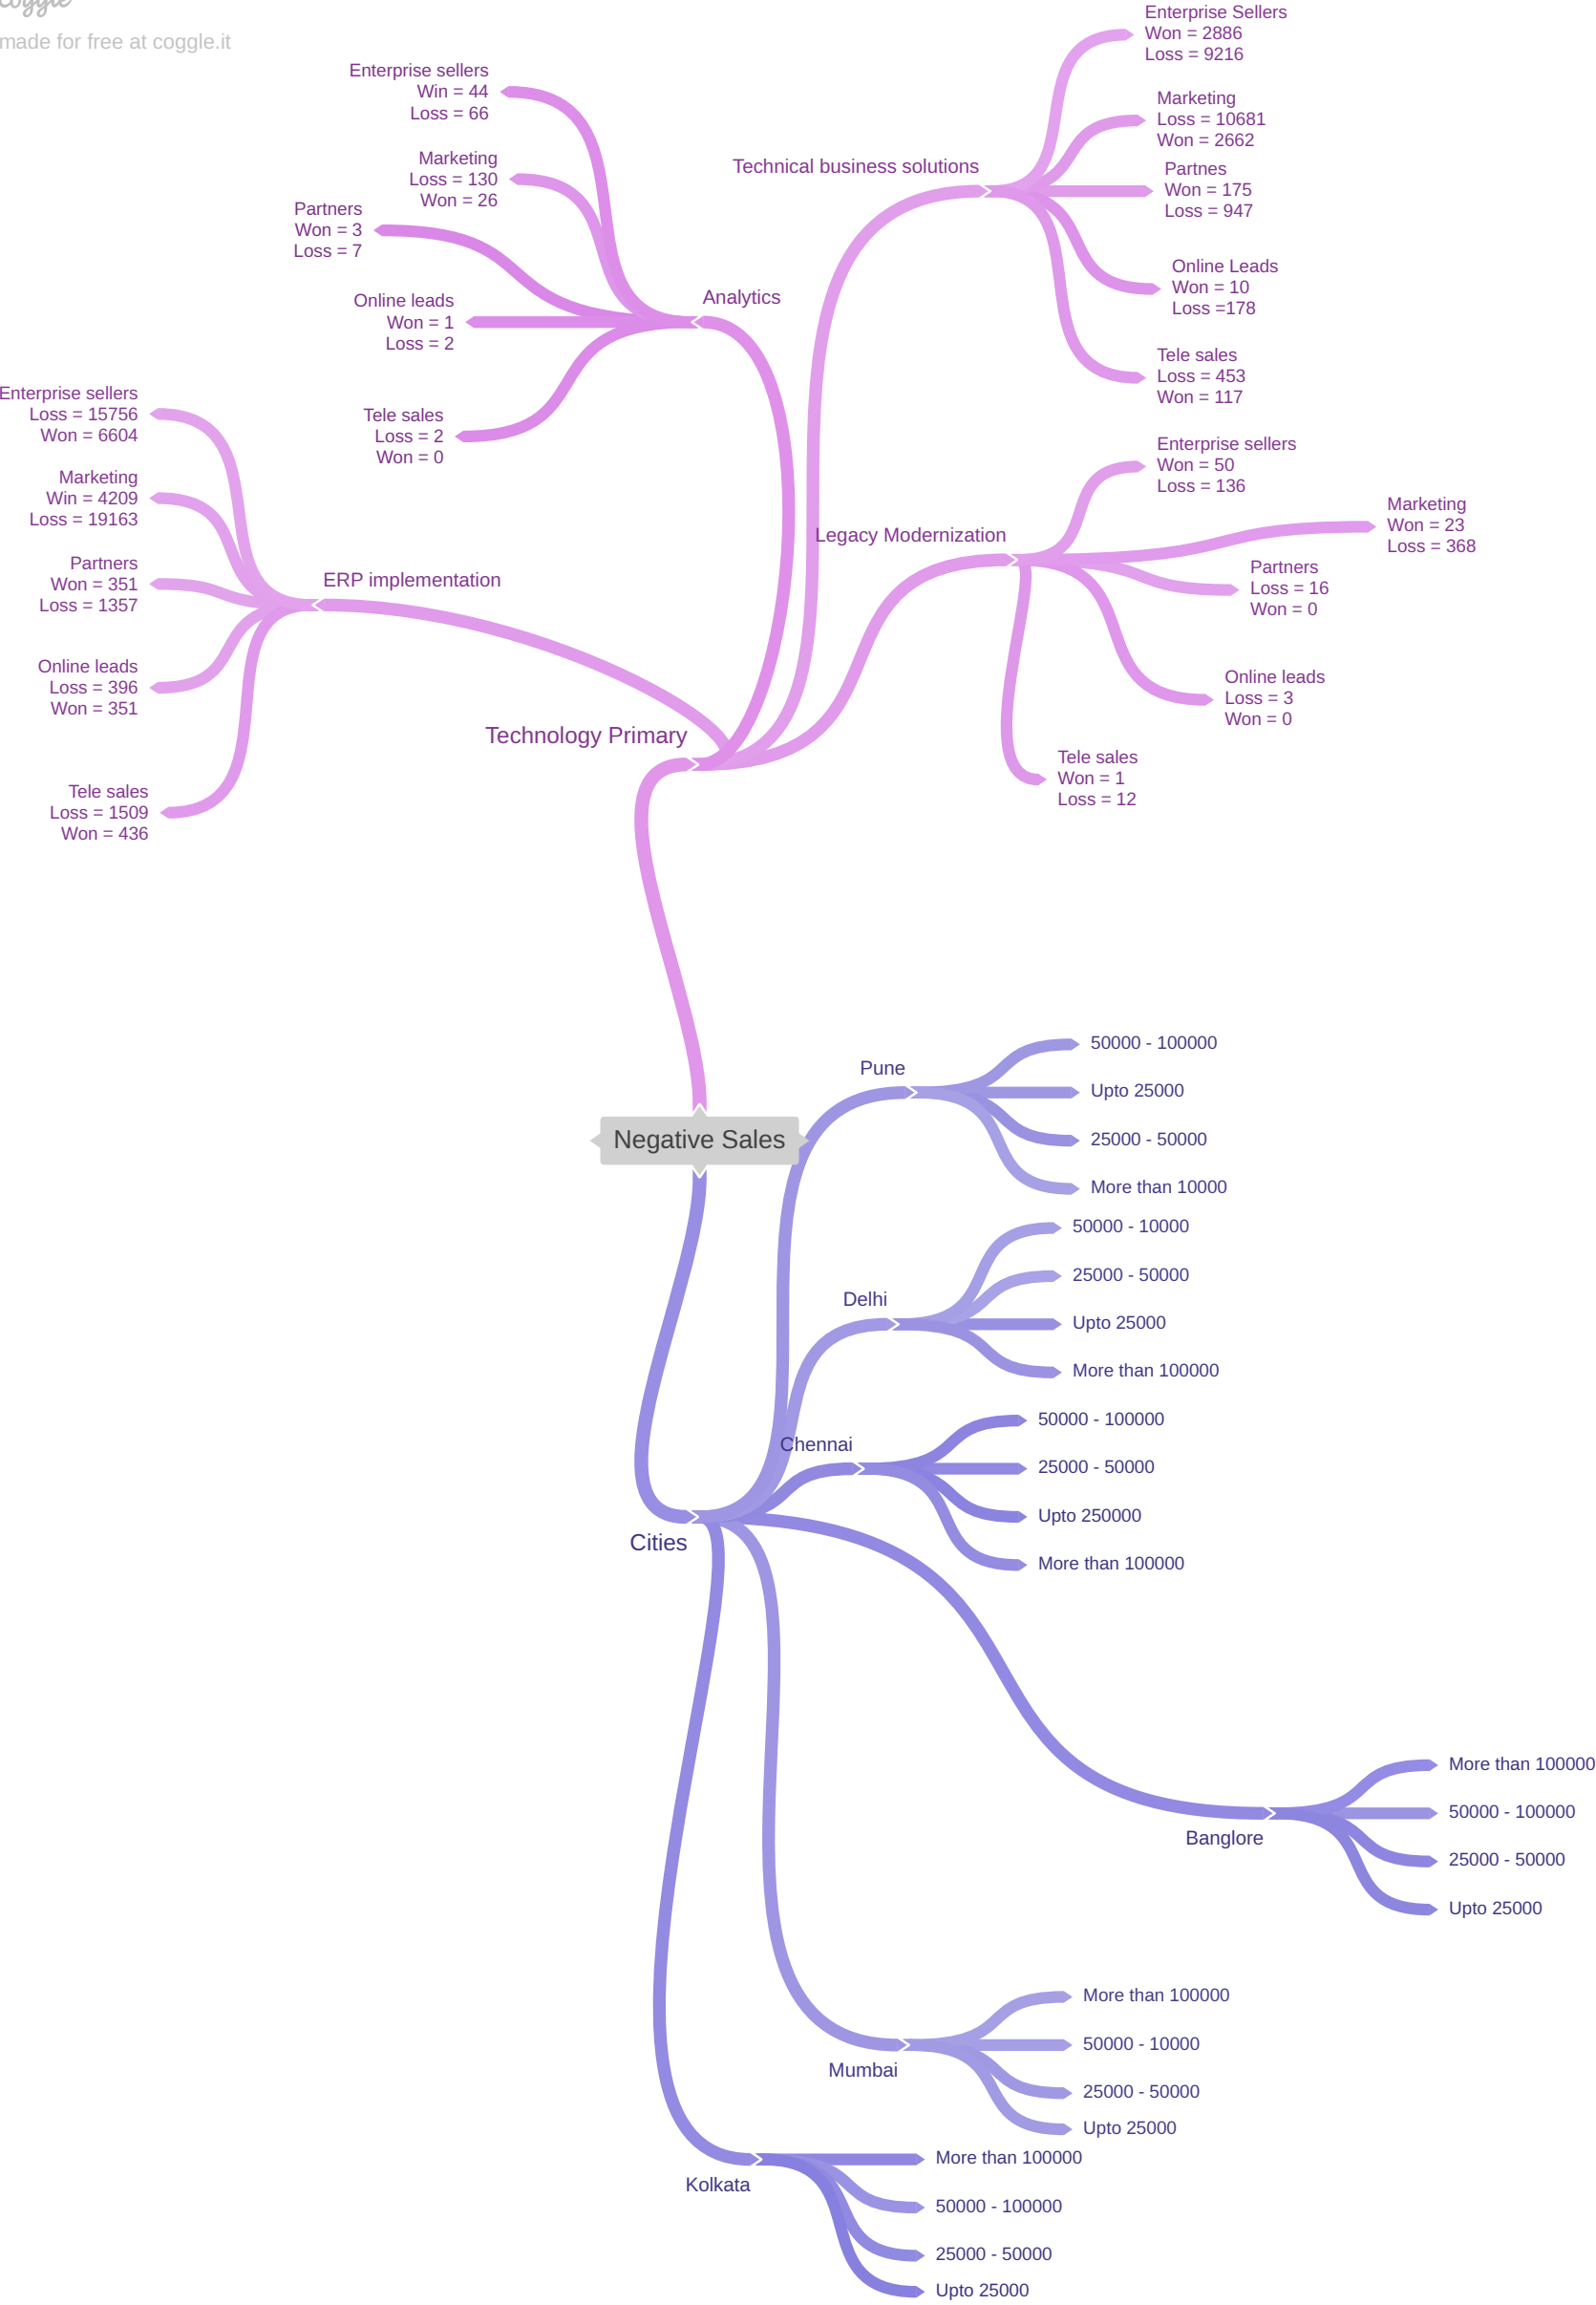 coggle
made for free at coggle.it
Enterprise Sellers
Won = 2886
Loss = 9216
Marketing
Loss = 10681
Won = 2662
Partnes
Won = 175
Loss = 947
Online Leads
Won = 10
Loss =178
Tele sales
Loss = 453
Won = 117
Technical business solutions
Enterprise sellers
Win = 44
Loss = 66
Marketing
Loss = 130
Won = 26
Partners
Won = 3
Loss = 7
Online leads
Won = 1
Loss = 2
Tele sales
Loss = 2
Won = 0
Analytics
Enterprise sellers
Loss = 15756
Won = 6604
Marketing
Win = 4209
Loss = 19163
Partners
Won = 351
Loss = 1357
Online leads
Loss = 396
Won = 351
Tele sales
Loss = 1509
Won = 436
ERP implementation
Legacy Modernization
Enterprise sellers
Won = 50
Loss = 136
Marketing
Won = 23
Loss = 368
Partners
Loss = 16
Won = 0
Online leads
Loss = 3
Won = 0
Tele sales
Won = 1
Loss = 12
Technology Primary
Negative Sales
Pune
50000 - 100000
Upto 25000
25000 - 50000
More than 10000
Delhi
50000 - 10000
25000 - 50000
Upto 25000
More than 100000
Chennai
50000 - 100000
25000 - 50000
Upto 250000
More than 100000
Cities
Banglore
More than 100000
50000 - 100000
25000 - 50000
Upto 25000
Mumbai
More than 100000
50000 - 10000
25000 - 50000
Upto 25000
Kolkata
More than 100000
50000 - 100000
25000 - 50000
Upto 25000